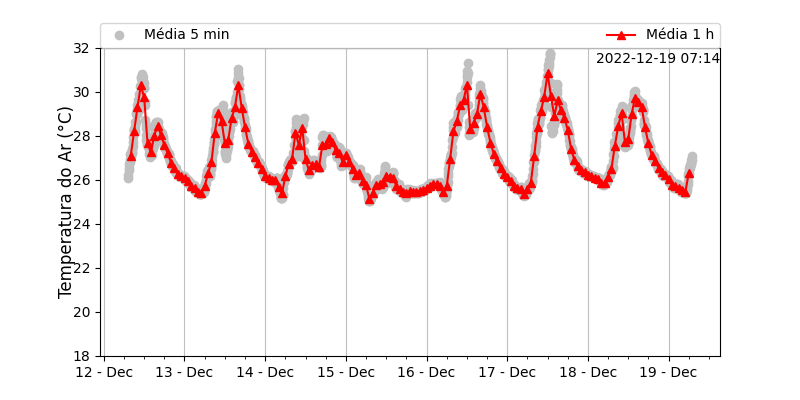 Média 5 min
Média 1 h
2022-12-19 07:14
Temperatura do Ar (°C)
32
30
28
26
24
22
20
18
12 - Dec
13 - Dec
14 - Dec
15 - Dec
16 - Dec
17 - Dec
18 - Dec
19 - Dec